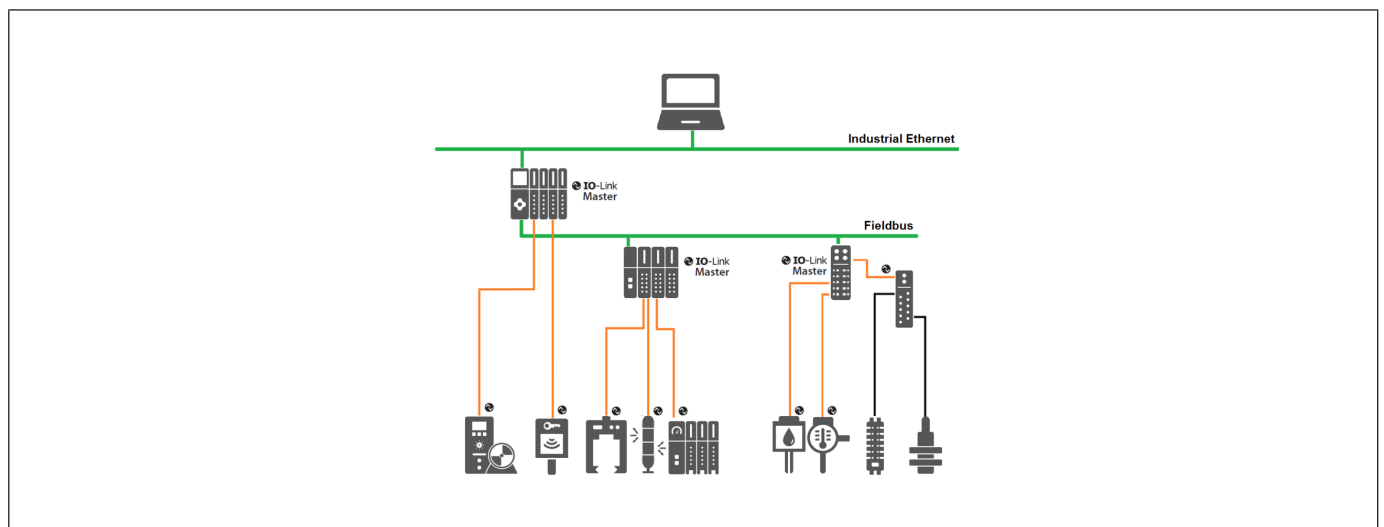 Industrial Ethernet
IO-Link
Master
Fieldbus
IO-Link
Master
IO-Link
Master